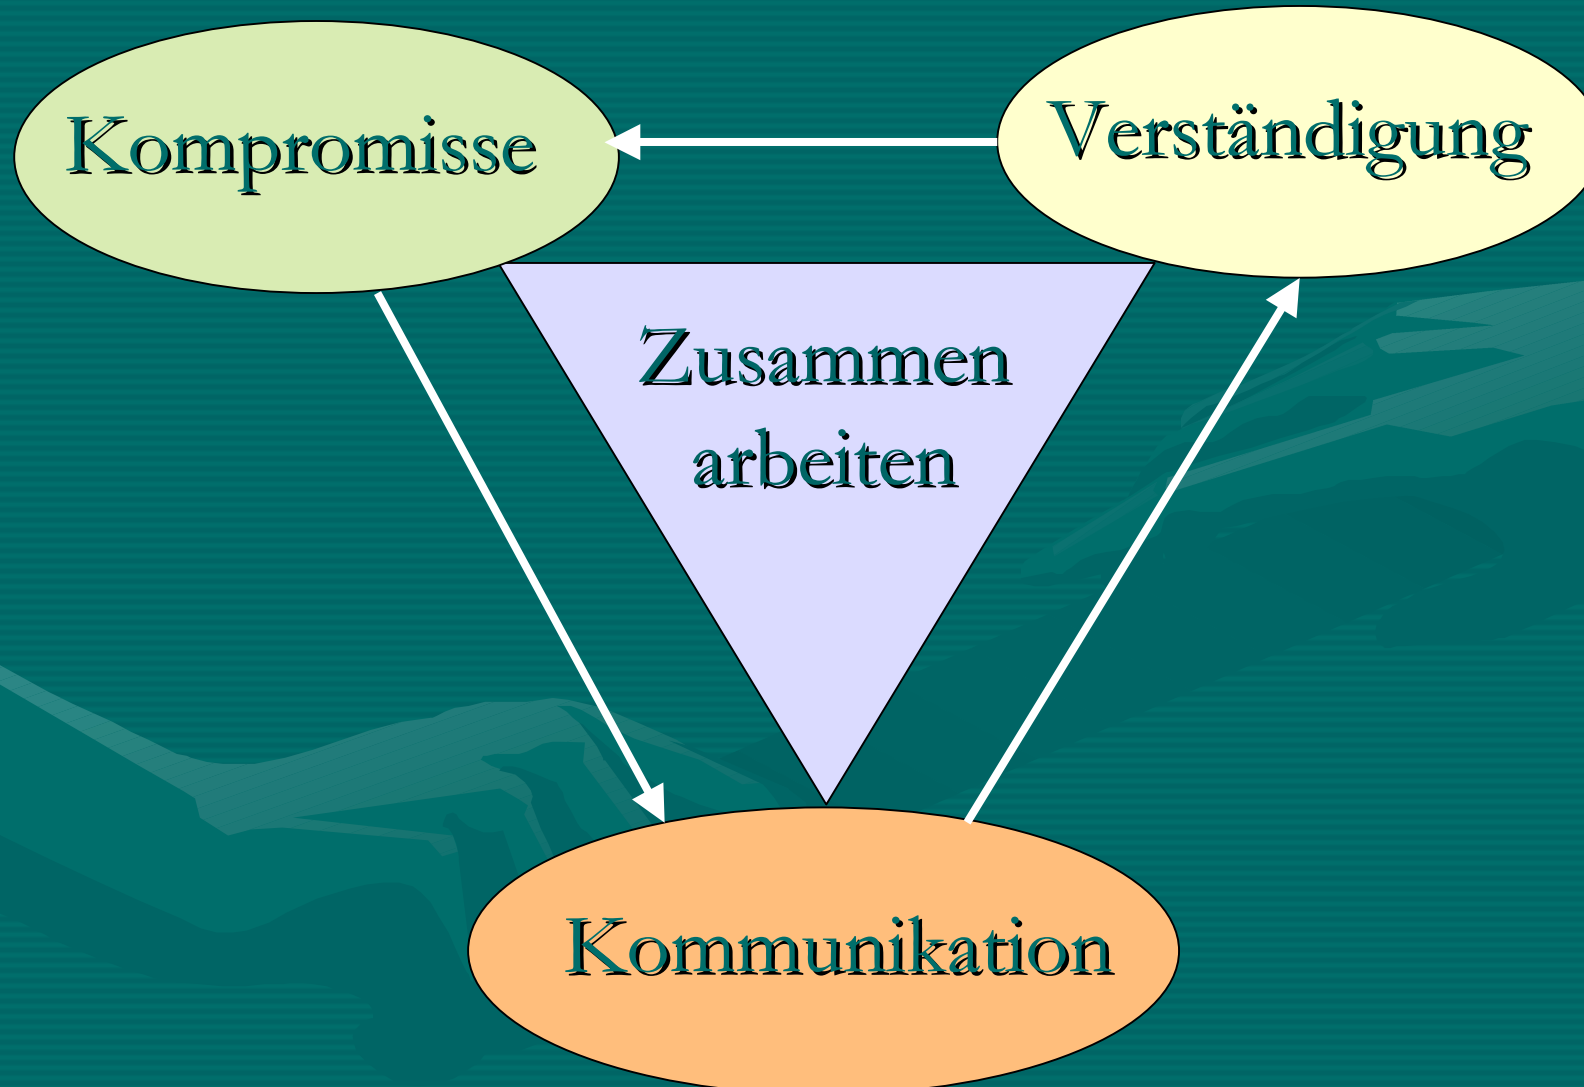 Kompromisse
Verständigung
Zusammen
arbeiten
Kommunikation